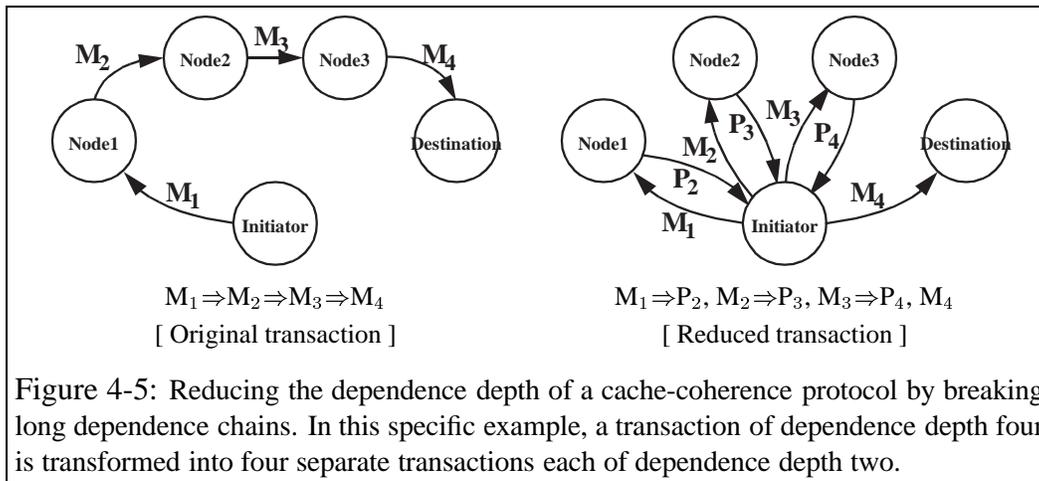 M3
Node2
Node3
M2
M4
Node1
Destination
M1
Initiator
M1⇒M2⇒M3⇒M4
[ Original transaction ]
Node2
Node3
P3
M3
P4
Node1
M2
Destination
P2
M1
Initiator
M4
M1⇒P2, M2⇒P3, M3⇒P4, M4
[ Reduced transaction ]
Figure 4-5: Reducing the dependence depth of a cache-coherence protocol by breaking
long dependence chains. In this specific example, a transaction of dependence depth four
is transformed into four separate transactions each of dependence depth two.